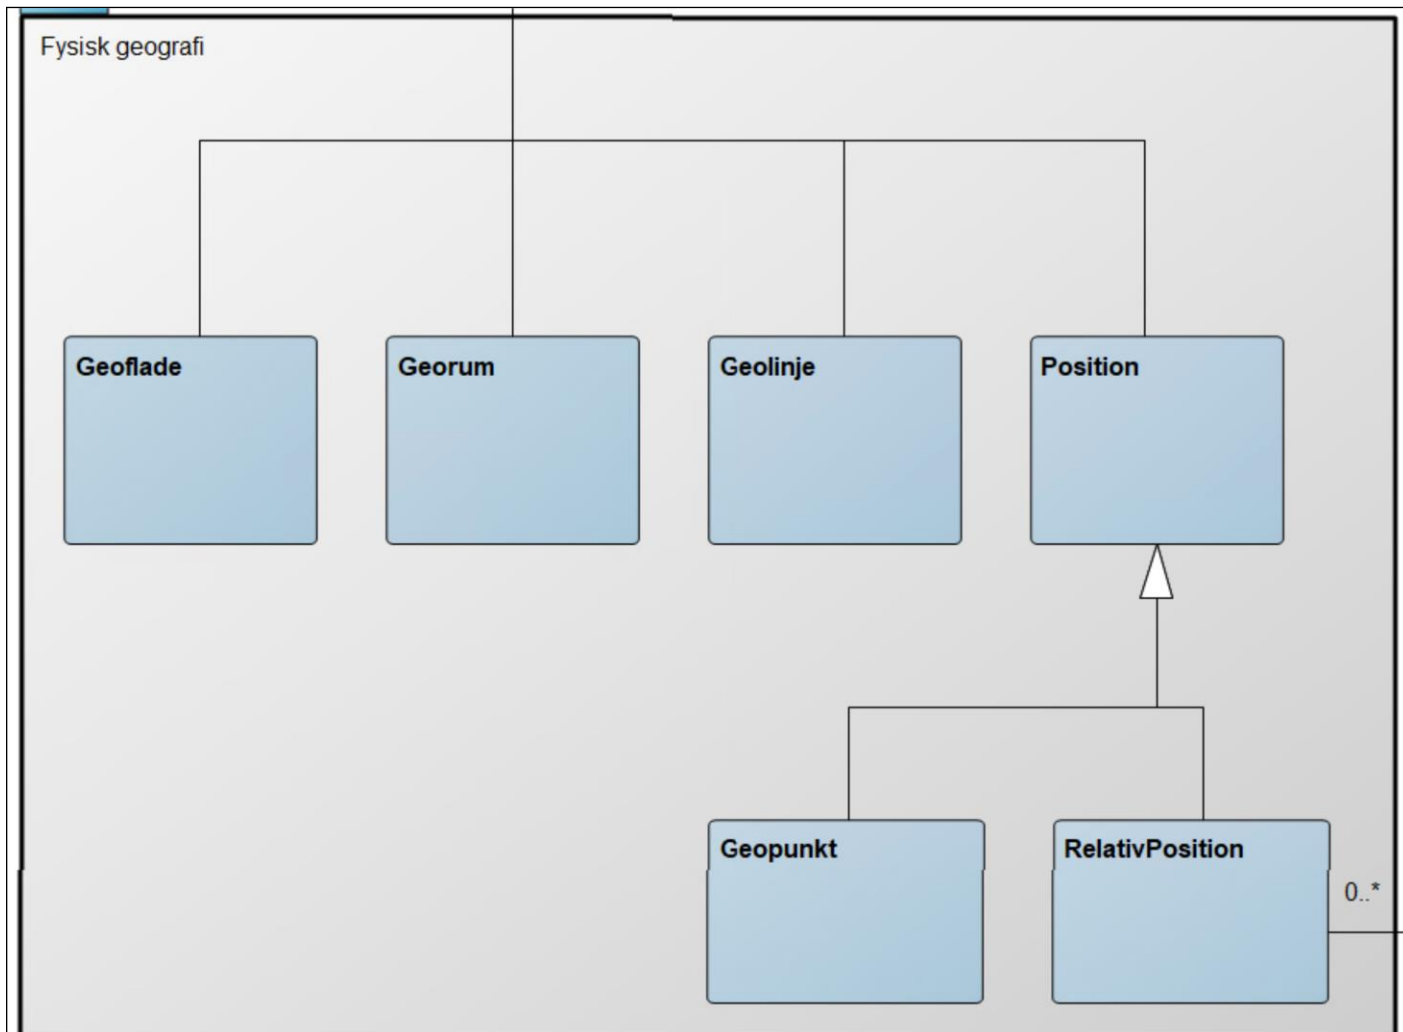 Fysisk geografi
Geoflade
Georum
Geolinje
Position
Geopunkt
RelativPosition
0..*